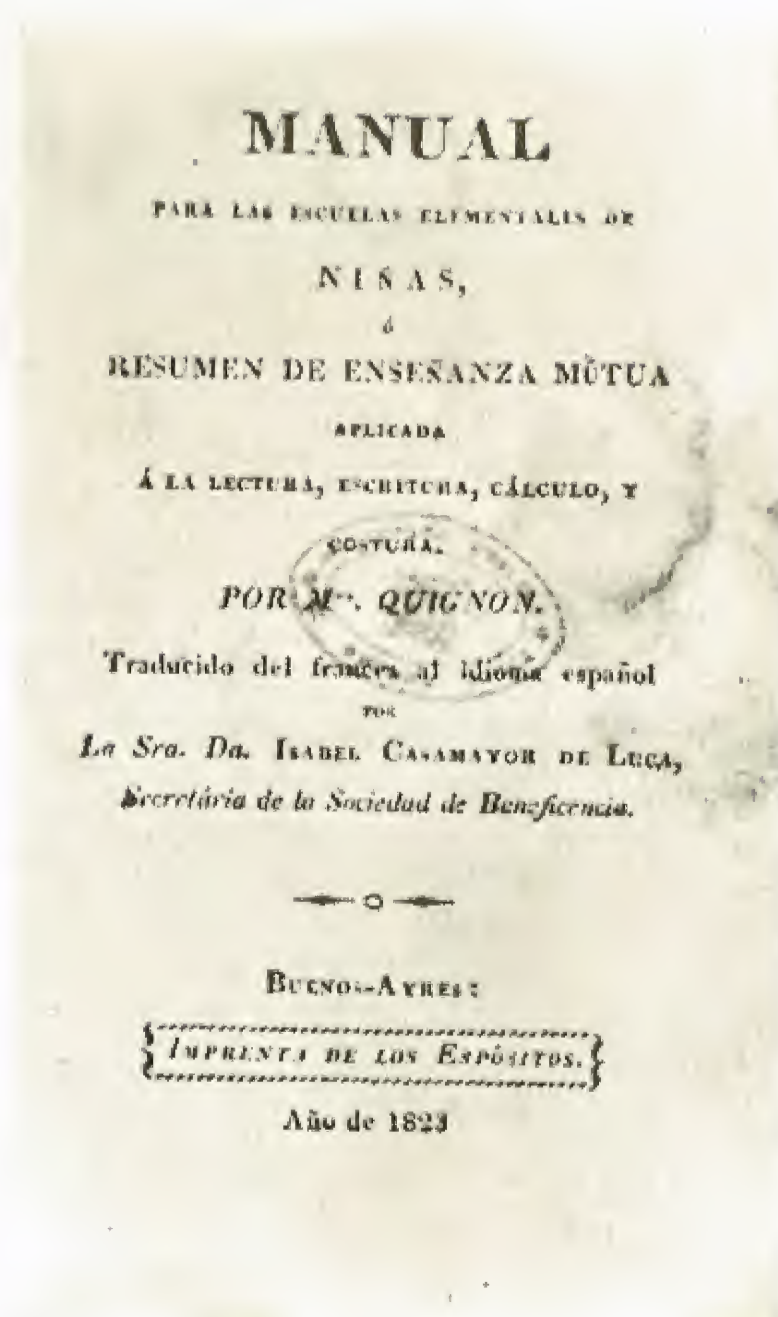 MANUAL
PARA LAS ESCUELAS ELEMENTALES DE
NIÑAS,
ó
RESUMEN DE ENSEÑANZA MÚTUA
APLICADA
Á LA LECTURA, ESCRITURA, CÁLCULO, Y
COSTURA.
POR QUIGNON.
Traducido del frances al idióma español
POR
La Sra. Da. ISABEL CASAMAYOR DE LUCA,
Secretária de la Sociedad de Beneficencia.
BUENOS-AYRES:
IMPRENTA DE LOS ESPÓSITOS.
Año de 1823